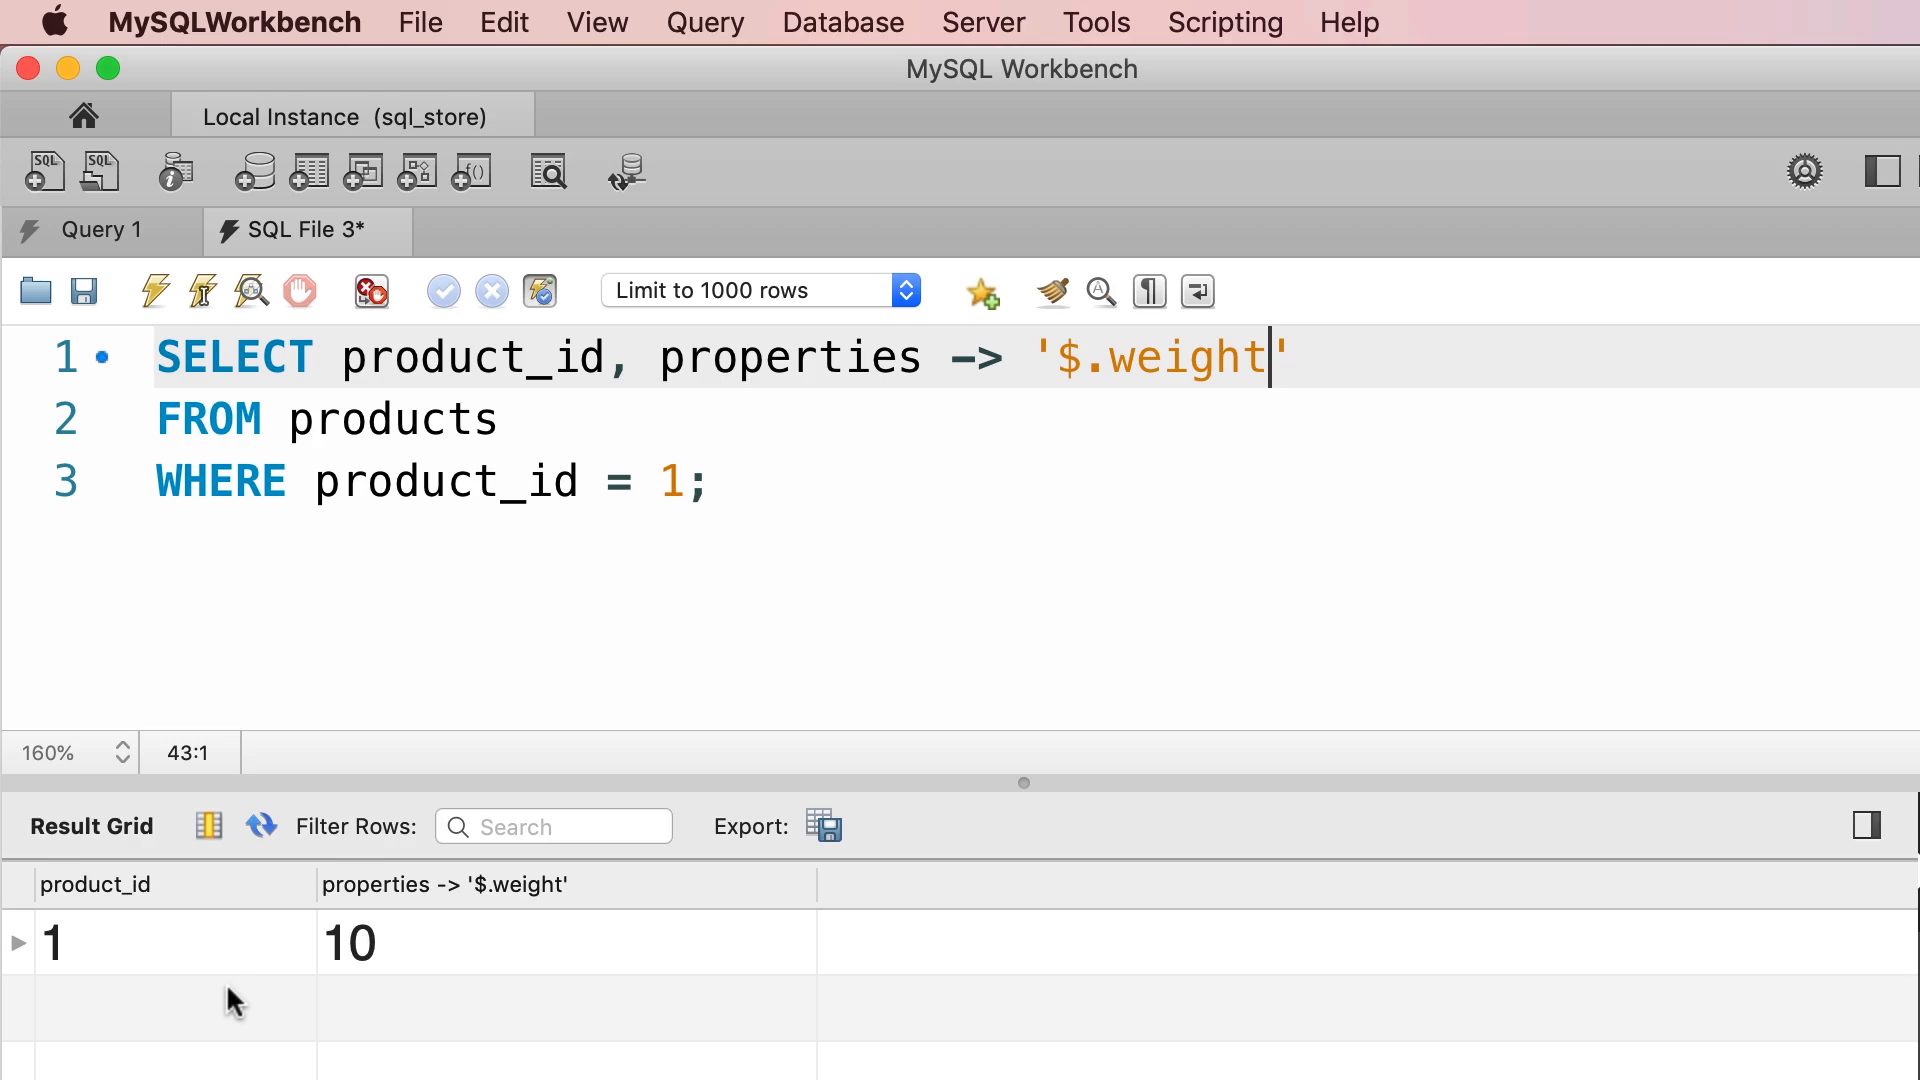 MySQLWorkbench File Edit View Query Database Server Tools Scripting Help
MySQL Workbench
Local Instance (sql_store)
SQL SQL f()
Query 1 SQL File 3*
Limit to 1000 rows
1 SELECT product_id, properties -> '$.weight'
2 FROM products
3 WHERE product_id = 1;
160% 43:1
Result Grid Filter Rows: Search Export:
product_id properties -> '$.weight'
1 10